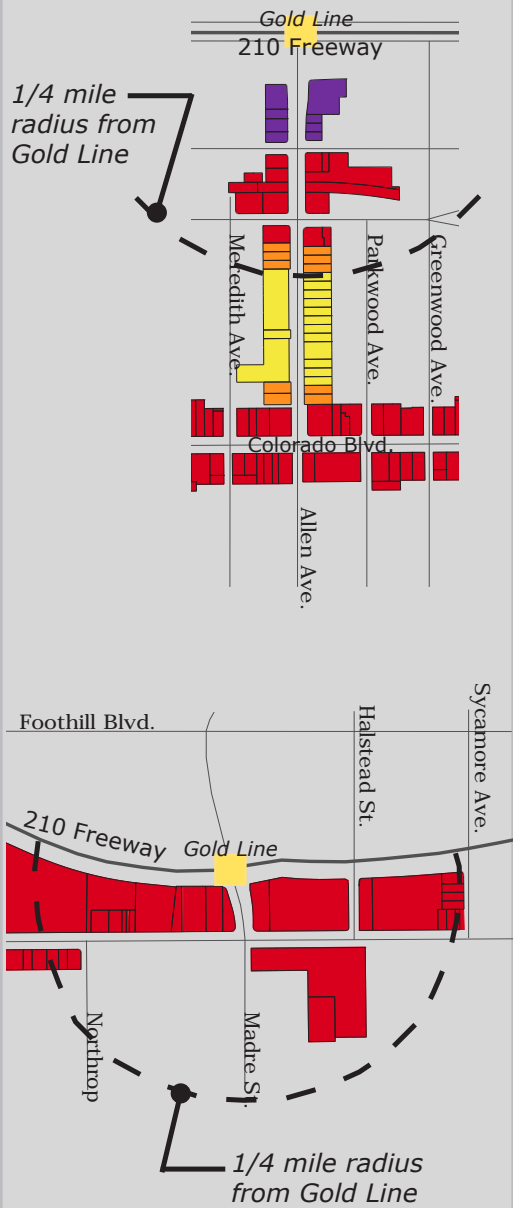 Gold Line
210 Freeway
1/4 mile
radius from
Gold Line
Meredith Ave.
Parkwood Ave.
Greenwood Ave.
Colorado Blvd.
Allen Ave.
Sycamore Ave.
Halstead St.
Foothill Blvd.
210 Freeway
Gold Line
Northrop
Madre St.
1/4 mile radius
from Gold Line